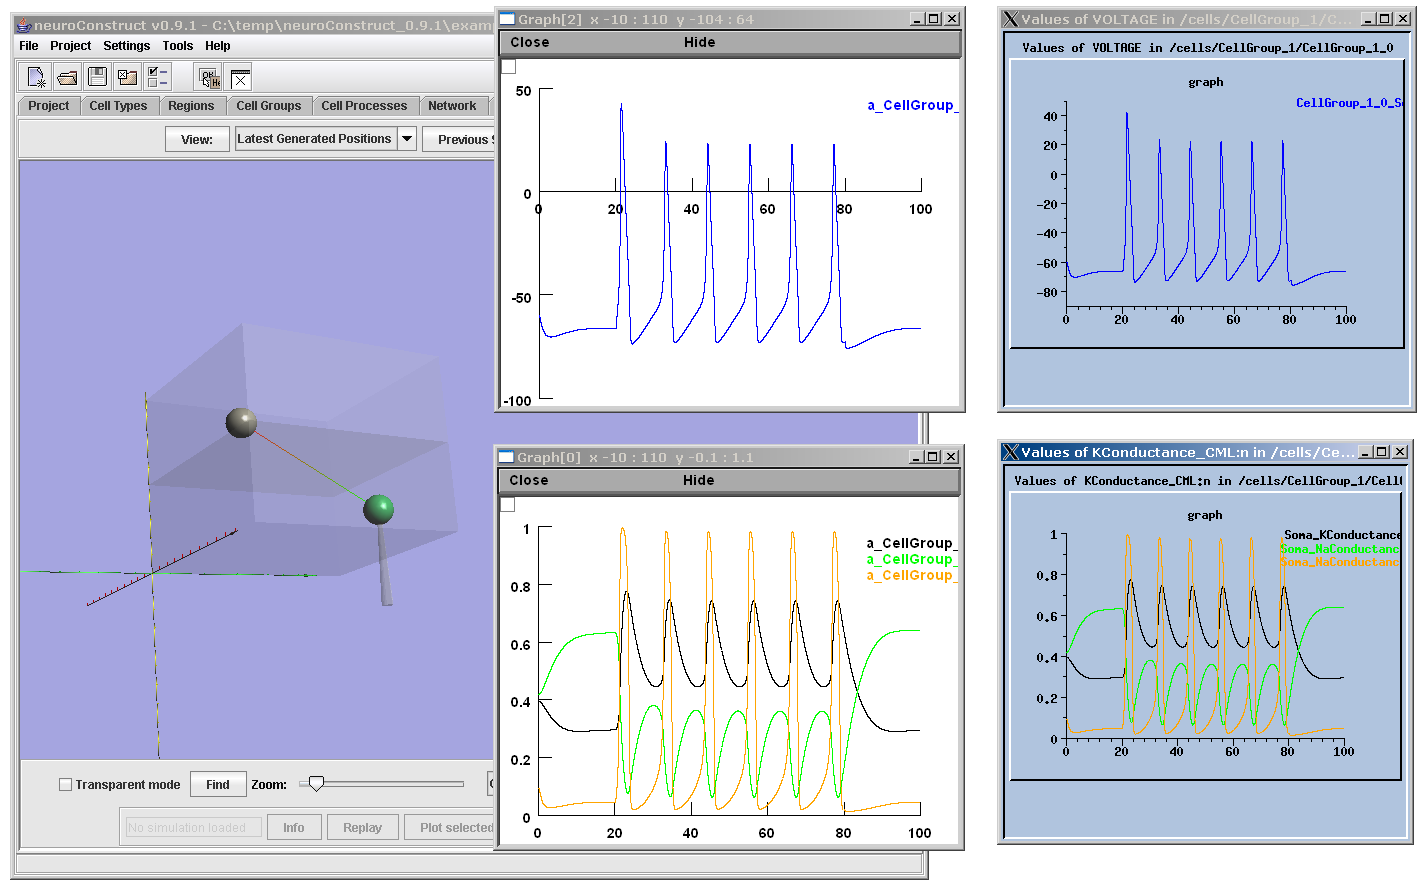 neuroConstruct v0.9.1 - C:\temp\neuroConstruct_0.9.1\exam
File Project Settings Tools Help
Project Cell Types Regions Cell Groups Cell Processes Network
View: Latest Generated Positions Previous S
Transparent mode Find Zoom:
No simulation loaded Info Replay Plot selected
Graph[2] x -10 : 110 y -104 : 64
Close Hide
a_CellGroup_
50
0
-50
-100
0 20 40 60 80 100
Graph[0] x -10 : 110 y -0.1 : 1.1
Close Hide
a_CellGroup_
a_CellGroup_
a_CellGroup_
1
0.8
0.6
0.4
0.2
0
0 20 40 60 80 100
Values of VOLTAGE in /cells/CellGroup_1/C...
Values of VOLTAGE in /cells/CellGroup_1/CellGroup_1_0
graph
CellGroup_1_0_So
40
20
0
-20
-40
-60
-80
0 20 40 60 80 100
Values of KConductance_CML:n in /cells/Ce...
Values of KConductance_CML:n in /cells/CellGroup_1/Cell
graph
Soma_KConductance
Soma_NaConductanc
Soma_NaConductanc
1
0.8
0.6
0.4
0.2
0
0 20 40 60 80 100